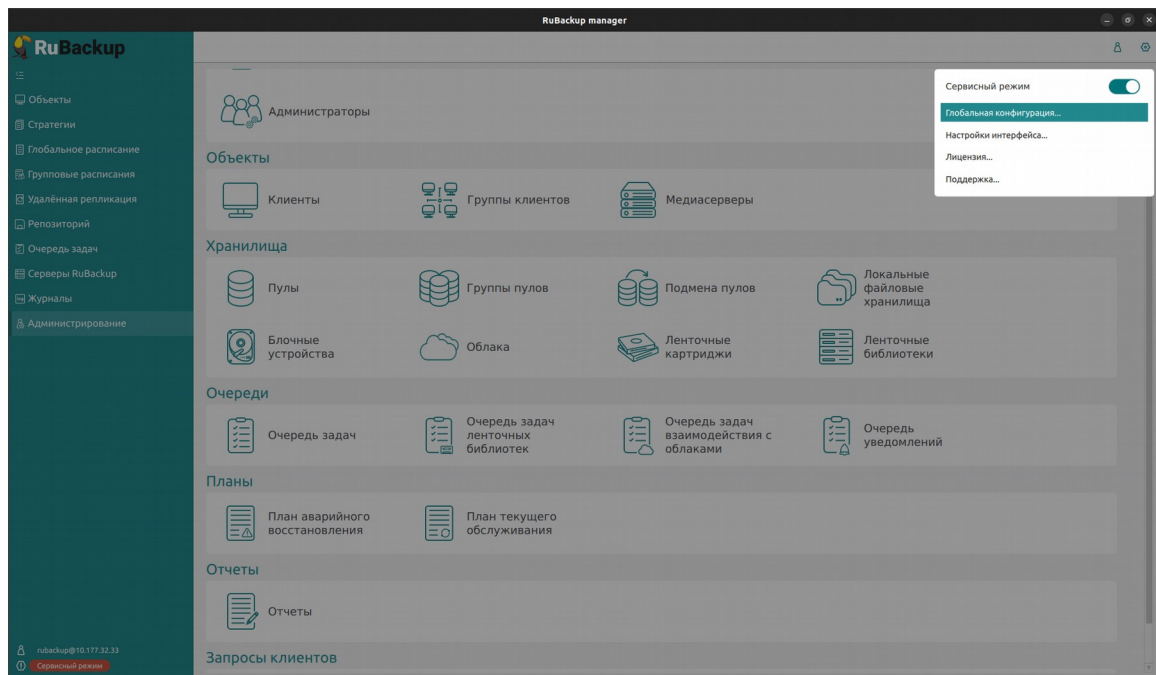 RuBackup manager
RuBackup
Объекты
Стратегии
Глобальное расписание
Групповые расписания
Удалённая репликация
Репозиторий
Очередь задач
Серверы RuBackup
Журналы
Администрирование
rubackup@10.177.32.33
Сервисный режим
Администраторы
Объекты
Клиенты
Группы клиентов
Медиасерверы
Хранилища
Пулы
Группы пулов
Подмена пулов
Локальные
файловые
хранилища
Блочные
устройства
Облака
Ленточные
картриджи
Ленточные
библиотеки
Очереди
Очередь задач
Очередь задач
ленточных
библиотек
Очередь задач
взаимодействия с
облаками
Очередь
уведомлений
Планы
План аварийного
восстановления
План текущего
обслуживания
Отчеты
Отчеты
Запросы клиентов
Сервисный режим
Глобальная конфигурация...
Настройки интерфейса...
Лицензия...
Поддержка...